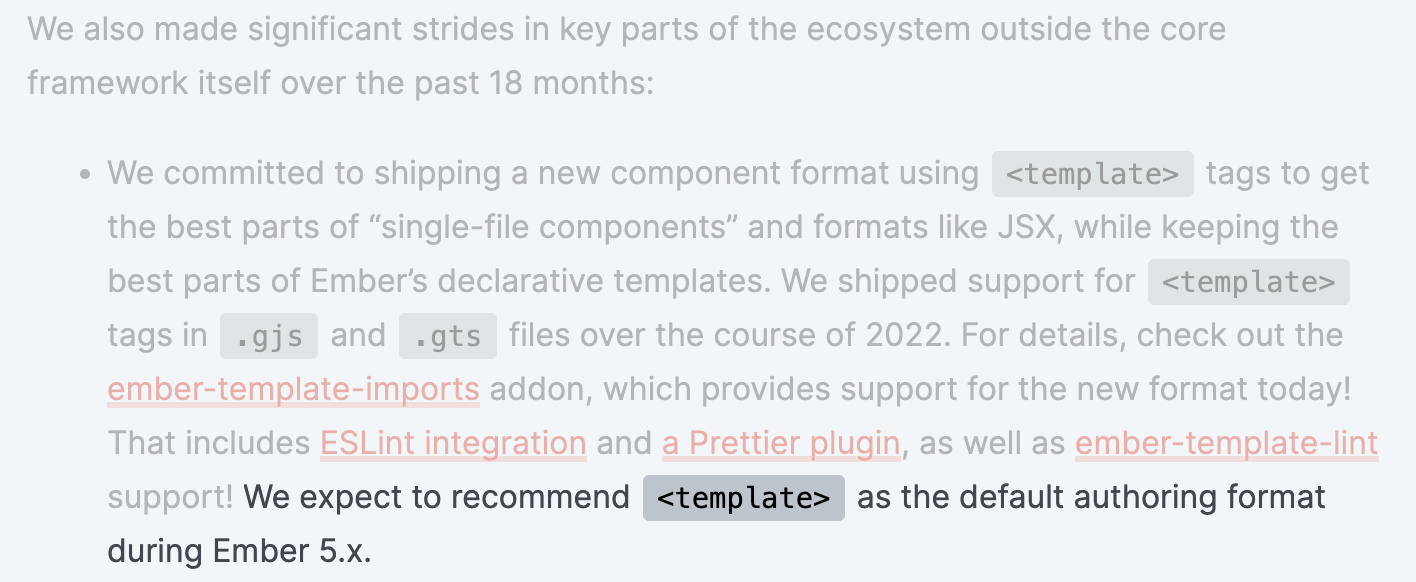 We also made significant strides in key parts of the ecosystem outside the core
framework itself over the past 18 months:
• We committed to shipping a new component format using <template> tags to get
the best parts of “single-file components” and formats like JSX, while keeping the
best parts of Ember’s declarative templates. We shipped support for <template>
tags in .gjs and .gts files over the course of 2022. For details, check out the
ember-template-imports addon, which provides support for the new format today!
That includes ESLint integration and a Prettier plugin, as well as ember-template-lint
support! We expect to recommend <template> as the default authoring format
during Ember 5.x.